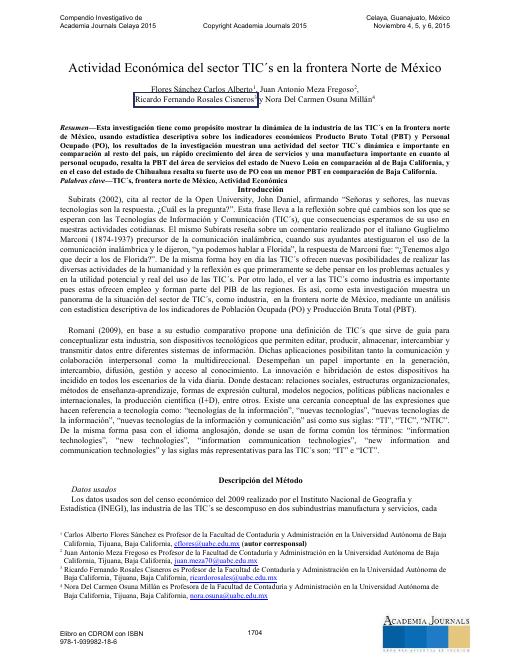 Compendio Investigativo de
Academia Journals Celaya 2015
Copyright Academia Journals 2015
Celaya, Guanajuato, México
Noviembre 4, 5, y 6, 2015
Actividad Económica del sector TIC´s en la frontera Norte de México
Flores Sánchez Carlos Alberto1, Juan Antonio Meza Fregoso2,
Ricardo Fernando Rosales Cisneros3 y Nora Del Carmen Osuna Millán4
Resumen—Esta investigación tiene como propósito mostrar la dinámica de la industria de las TIC´s en la frontera norte
de México, usando estadística descriptiva sobre los indicadores económicos Producto Bruto Total (PBT) y Personal
Ocupado (PO), los resultados de la investigación muestran una actividad dinámica e importante en
comparación al resto del país, un rápido crecimiento del área de servicios y una manufactura importante en cuanto al
personal ocupado, resalta la PBT del área de servicios del estado de Nuevo León en comparación al de Baja California, y
en el caso del estado de Chihuahua resalta su fuerte uso de PO con un menor PBT en comparación de Baja California.
Palabras clave—TIC´s, frontera norte de México, Actividad Económica
Introducción
Subirats (2002), cita al rector de la Open University, John Daniel, afirmando “Señoras y señores, las nuevas
tecnologías son la respuesta. ¿Cuál es la pregunta?”. Esta frase lleva a la reflexión sobre qué cambios son los que se
esperan con las Tecnologías de Información y Comunicación (TIC´s), que consecuencias esperamos de su uso en
nuestras actividades cotidianas. El mismo Subirats reseña sobre un comentario realizado por el italiano Guglielmo
Marconi (1874-1937) precursor de la comunicación inalámbrica, cuando sus ayudantes atestiguaron el uso de la
comunicación inalámbrica y le dijeron, “ya podemos hablar a Florida”, la respuesta de Marconi fue: “¿Tenemos algo
que decir a los de Florida?”. De la misma forma hoy en día las TIC´s ofrecen nuevas posibilidades de realizar las
diversas actividades de la humanidad y la reflexión es que primeramente se debe pensar en los problemas actuales y
en la utilidad potencial y real del uso de las TIC´s. Por otro lado, el ver a las TIC´s como industria es importante
pues estas ofrecen empleo y forman parte del PIB de las regiones. Es así, como esta investigación muestra un
panorama de la situación del sector de TIC´s, como industria, en la frontera norte de México, mediante un análisis
con estadística descriptiva de los indicadores de Población Ocupada (PO) y Producción Bruta Total (PBT).
Romaní (2009), en base a su estudio comparativo propone una definición de TIC´s que sirve de guía para
conceptualizar esta industria, son dispositivos tecnológicos que permiten editar, producir, almacenar, intercambiar y
transmitir datos entre diferentes sistemas de información. Dichas aplicaciones posibilitan tanto la comunicación y
colaboración interpersonal como la multidireccional. Desempeñan un papel importante en la generación,
intercambio, difusión, gestión y acceso al conocimiento. La innovación e hibridación de estos dispositivos ha
incidido en todos los escenarios de la vida diaria. Donde destacan: relaciones sociales, estructuras organizacionales,
métodos de enseñanza-aprendizaje, formas de expresión cultural, modelos negocios, políticas públicas nacionales e
internacionales, la producción científica (I+D), entre otros. Existe una cercanía conceptual de las expresiones que
hacen referencia a tecnología como: “tecnologías de la información”, “nuevas tecnologías”, “nuevas tecnologías de
la información”, “nuevas tecnologías de información y comunicación” así como sus siglas: “TI”, “TIC”, “NTIC”.
De la misma forma pasa con el idioma anglosajón, donde se usan de forma común los términos: “information
technologies”, “new technologies”, “information communication technologies”, “new information and
communication technologies” y las siglas más representativas para las TIC´s son: “IT” e “ICT”.
Descripción del Método
Datos usados
Los datos usados son del censo económico del 2009 realizado por el Instituto Nacional de Geografía y
Estadística (INEGI), las industria de las TIC´s se descompuso en dos subindustrias manufactura y servicios, cada
1 Carlos Alberto Flores Sánchez es Profesor de la Facultad de Contaduría y Administración en la Universidad Autónoma de Baja
California, Tijuana, Baja California, cflores@uabc.edu.mx (autor corresponsal)
2 Juan Antonio Meza Fregoso es Profesor de la Facultad de Contaduría y Administración en la Universidad Autónoma de Baja
California, Tijuana, Baja California, juan.meza70@uabc.edu.mx
3 Ricardo Fernando Rosales Cisneros es Profesor de la Facultad de Contaduría y Administración en la Universidad Autónoma de
Baja California, Tijuana, Baja California, ricardorosales@uabc.edu.mx
4 Nora Del Carmen Osuna Millán es Profesora de la Facultad de Contaduría y Administración en la Universidad Autónoma de
Baja California, Tijuana, Baja California, nora.osuna@uabc.edu.mx
Elibro en CDROM con ISBN
978-1-939982-18-6
1704
ACADEMIA JOURNALS